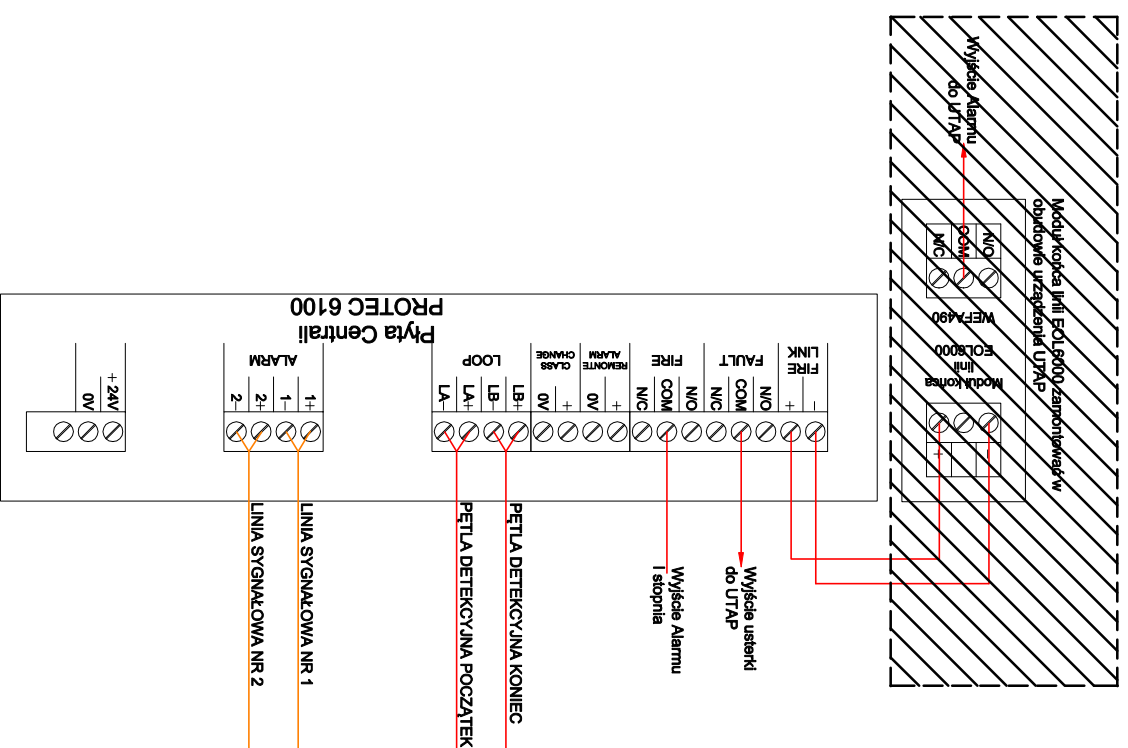 Wyjście Alarmu
do UTAP
Moduł końca linii EOL6000 zamontować w
obudowie urządzenia UTAP
N/C
COM
N/O
WEFA490
EOL6000
linii
Moduł końca
+
-
Płyta Centrali
PROTEC 6100
0V
+ 24V
ALARM
2-
2+
1-
1+
LOOP
LA-
LA+
LB-
LB+
CLASS
CHANGE
0V
+
REMONTE
ALARM
0V
+
FIRE
N/C
COM
N/O
FAULT
N/C
COM
N/O
FIRE
LINK
+
-
LINIA SYGNAŁOWA NR 2
LINIA SYGNAŁOWA NR 1
PĘTLA DETEKCYJNA POCZĄTEK
PĘTLA DETEKCYJNA KONIEC
Wyjście Alarmu
I stopnia
Wyjście usterki
do UTAP